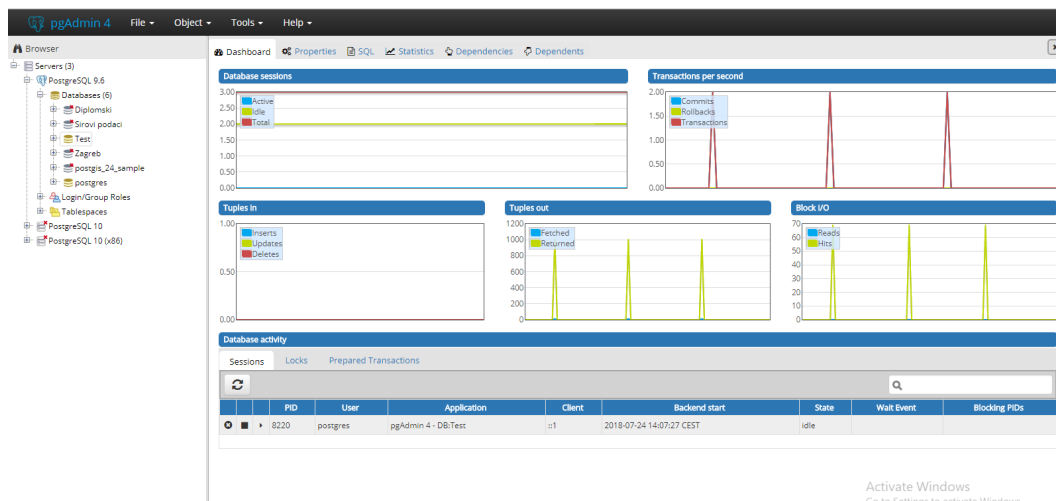 pgAdmin 4 File Object Tools Help
Browser
Servers (3)
PostgreSQL 9.6
Databases (6)
Diplomski
Sirovi podaci
Test
Zagreb
postgis_24_sample
postgres
Login/Group Roles
Tablespaces
PostgreSQL 10
PostgreSQL 10 (x86)
Dashboard Properties SQL Statistics Dependencies Dependents
Database sessions
3.00
2.50
2.00
1.50
1.00
0.50
0.00
Active
Idle
Total
Transactions per second
2.00
1.50
1.00
0.50
0.00
Commits
Rollbacks
Transactions
Tuples in
1.00
0.50
0.00
Inserts
Updates
Deletes
Tuples out
1200
1000
800
600
400
200
0
Fetched
Returned
Block I/O
70
60
50
40
30
20
10
0
Reads
Hits
Database activity
Sessions Locks Prepared Transactions
PID User Application Client Backend start State Wait Event Blocking PIDs
8220 postgres pgAdmin 4 - DB:Test ::1 2018-07-24 14:07:27 CEST idle
Activate Windows
Go to Settings to activate Windows.